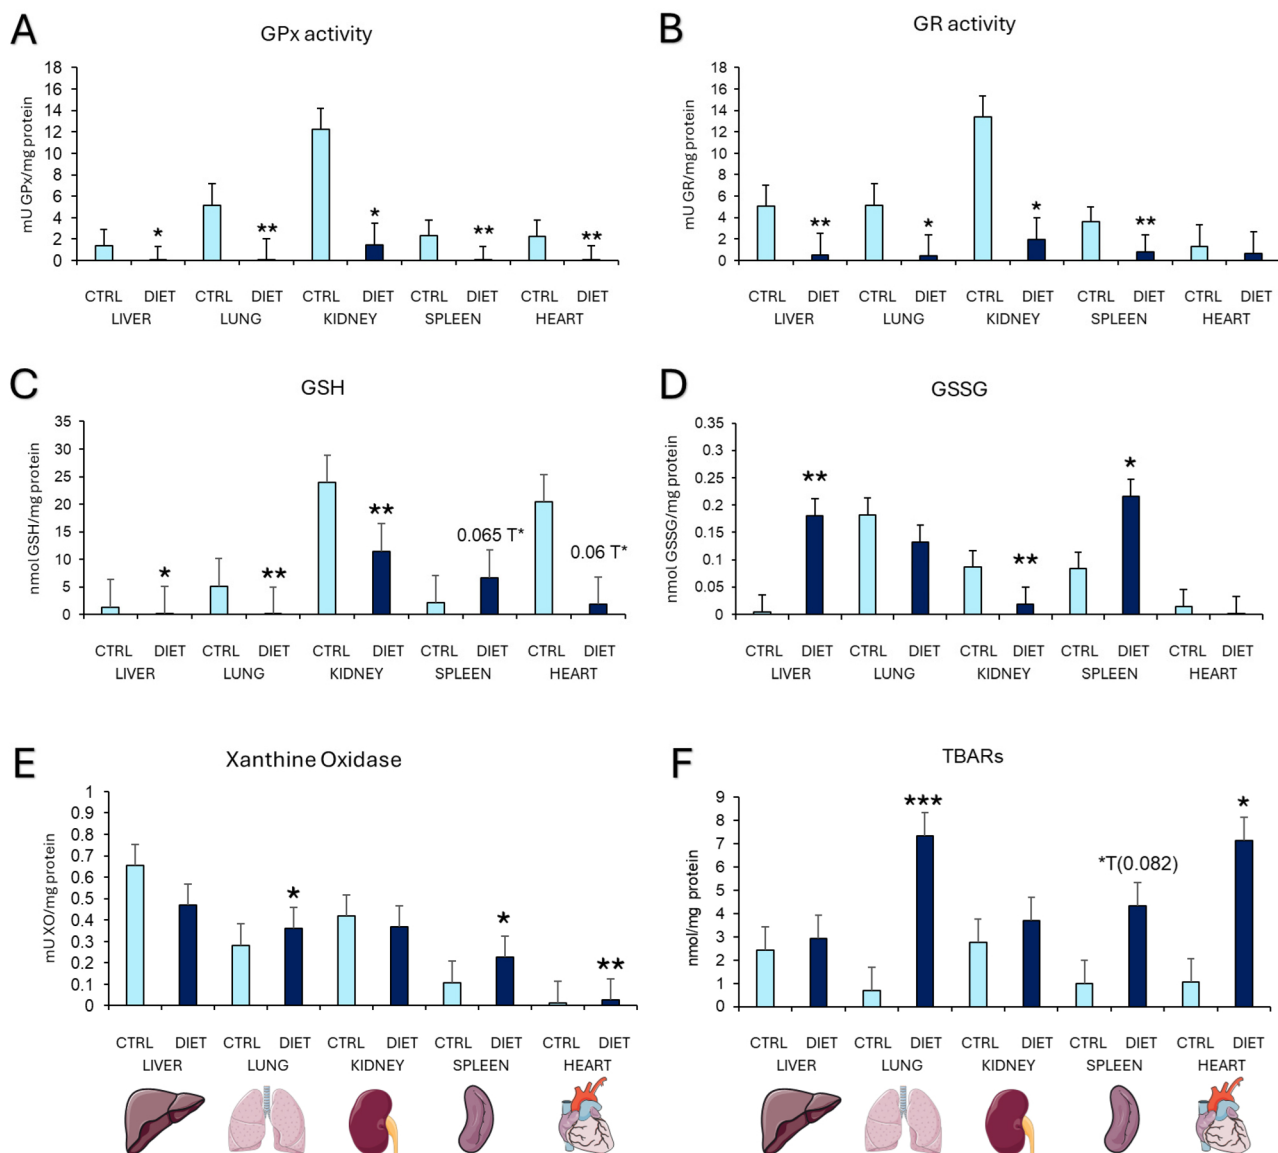 A
GPx activity
mU GPx/mg protein
18
16
14
12
10
8
6
4
2
0
* ** * ** **
CTRL DIET CTRL DIET CTRL DIET CTRL DIET CTRL DIET
LIVER LUNG KIDNEY SPLEEN HEART
B
GR activity
mU GR/mg protein
18
16
14
12
10
8
6
4
2
0
** * * **
CTRL DIET CTRL DIET CTRL DIET CTRL DIET CTRL DIET
LIVER LUNG KIDNEY SPLEEN HEART
C
GSH
nmol GSH/mg protein
35
30
25
20
15
10
5
0
* ** ** 0.065 T* 0.06 T*
CTRL DIET CTRL DIET CTRL DIET CTRL DIET CTRL DIET
LIVER LUNG KIDNEY SPLEEN HEART
D
GSSG
nmol GSSG/mg protein
0.35
0.3
0.25
0.2
0.15
0.1
0.05
0
** ** *
CTRL DIET CTRL DIET CTRL DIET CTRL DIET CTRL DIET
LIVER LUNG KIDNEY SPLEEN HEART
E
Xanthine Oxidase
mU XO/mg protein
1
0.9
0.8
0.7
0.6
0.5
0.4
0.3
0.2
0.1
0
* * **
CTRL DIET CTRL DIET CTRL DIET CTRL DIET CTRL DIET
LIVER LUNG KIDNEY SPLEEN HEART
F
TBARs
nmol/mg protein
9
8
7
6
5
4
3
2
1
0
*** *T(0.082) *
CTRL DIET CTRL DIET CTRL DIET CTRL DIET CTRL DIET
LIVER LUNG KIDNEY SPLEEN HEART